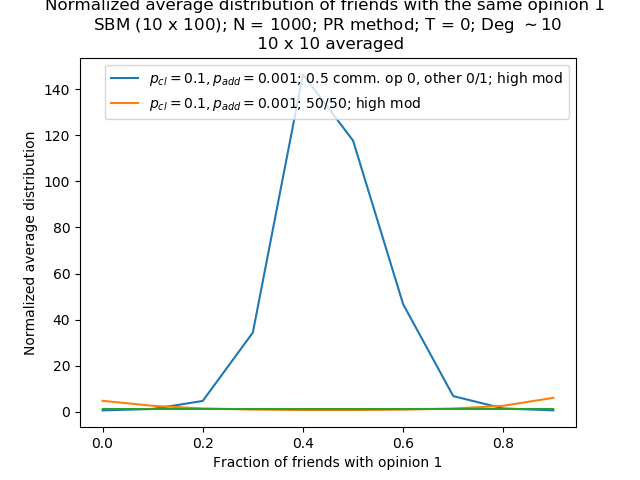 Normalized average distribution of friends with the same opinion 1
SBM (10 x 100); N = 1000; PR method; T = 0; Deg ∼10
10 x 10 averaged
p_cl = 0.1, p_add = 0.001; 0.5 comm. op 0, other 0/1; high mod
p_cl = 0.1, p_add = 0.001; 50/50; high mod
Normalized average distribution
140
120
100
80
60
40
20
0
0.0 0.2 0.4 0.6 0.8
Fraction of friends with opinion 1